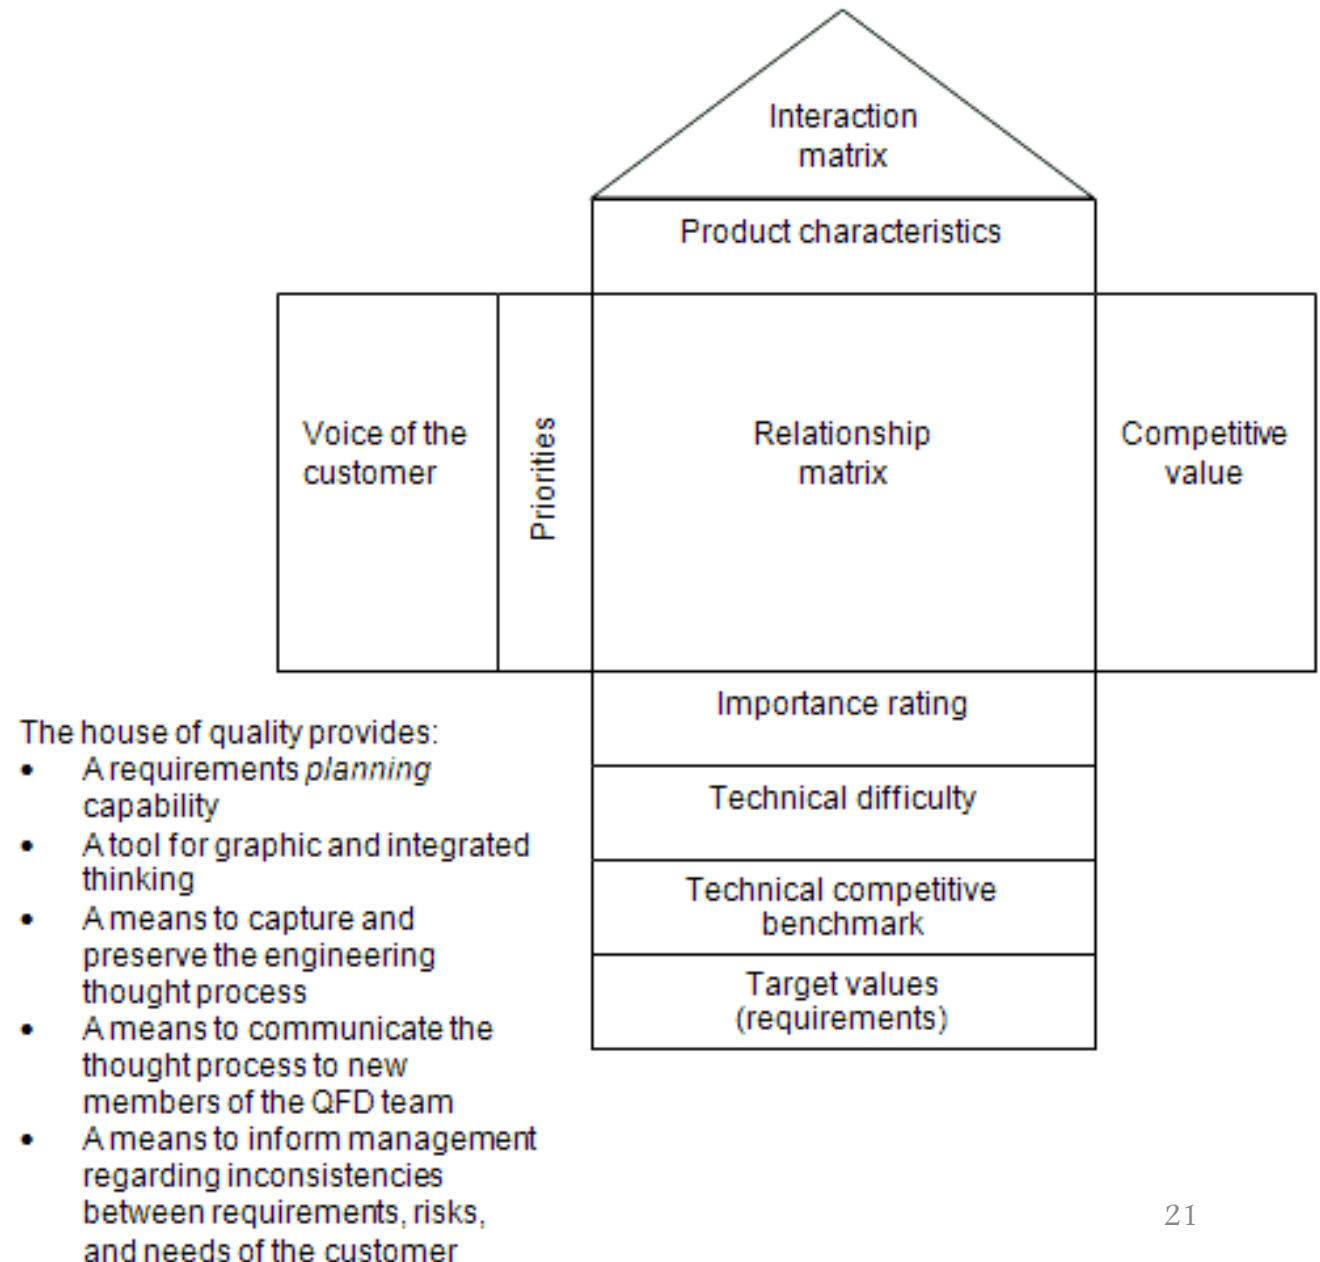 Interaction
matrix
Product characteristics
Voice of the
customer
Priorities
Relationship
matrix
Competitive
value
Importance rating
Technical difficulty
Technical competitive
benchmark
Target values
(requirements)
The house of quality provides:
• A requirements planning
capability
• A tool for graphic and integrated
thinking
• A means to capture and
preserve the engineering
thought process
• A means to communicate the
thought process to new
members of the QFD team
• A means to inform management
regarding inconsistencies
between requirements, risks,
and needs of the customer
21